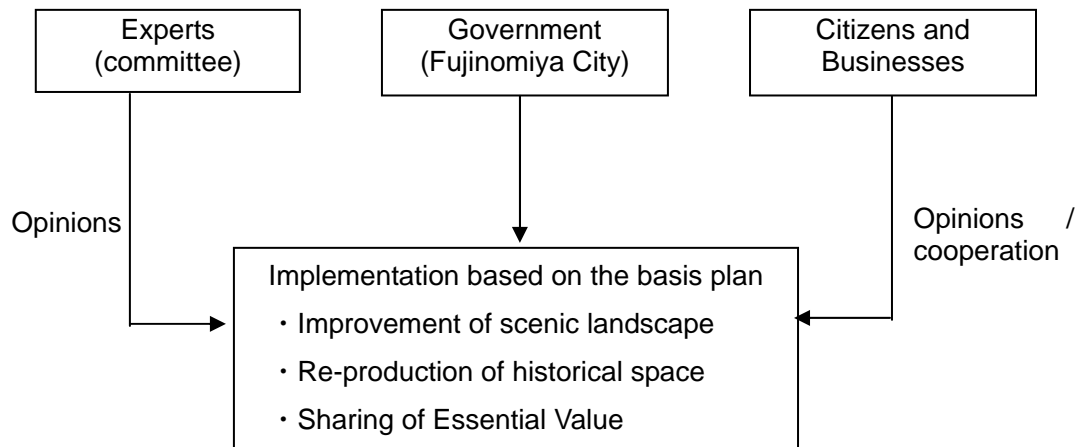 Experts
(committee)
Government
(Fujinomiya City)
Citizens and
Businesses
Opinions
Opinions /
cooperation
Implementation based on the basis plan
・Improvement of scenic landscape
・Re-production of historical space
・Sharing of Essential Value